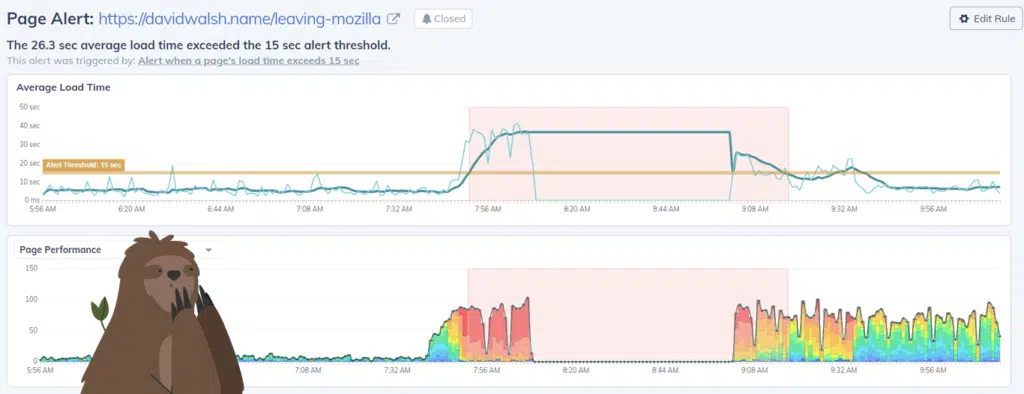 Page Alert: https://davidwalsh.name/leaving-mozilla Closed Edit Rule
The 26.3 sec average load time exceeded the 15 sec alert threshold.
This alert was triggered by: Alert when a page's load time exceeds 15 sec
Average Load Time
50 sec
40 sec
30 sec
Alert Threshold: 15 sec
20 sec
10 sec
0 ms
5:56 AM 6:20 AM 6:44 AM 7:08 AM 7:32 AM 7:56 AM 8:20 AM 8:44 AM 9:08 AM 9:32 AM 9:56 AM
Page Performance
150
100
50
0
5:56 AM 7:08 AM 7:32 AM 7:56 AM 8:20 AM 8:44 AM 9:08 AM 9:32 AM 9:56 AM